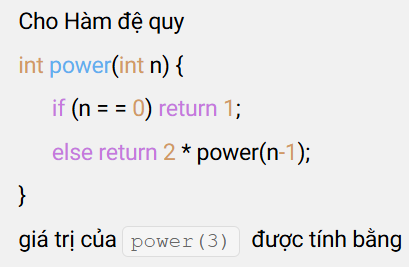 Cho Hàm đệ quy
int power(int n) {
if (n = = 0) return 1;
else return 2 * power(n-1);
}
giá trị của power(3) được tính bằng